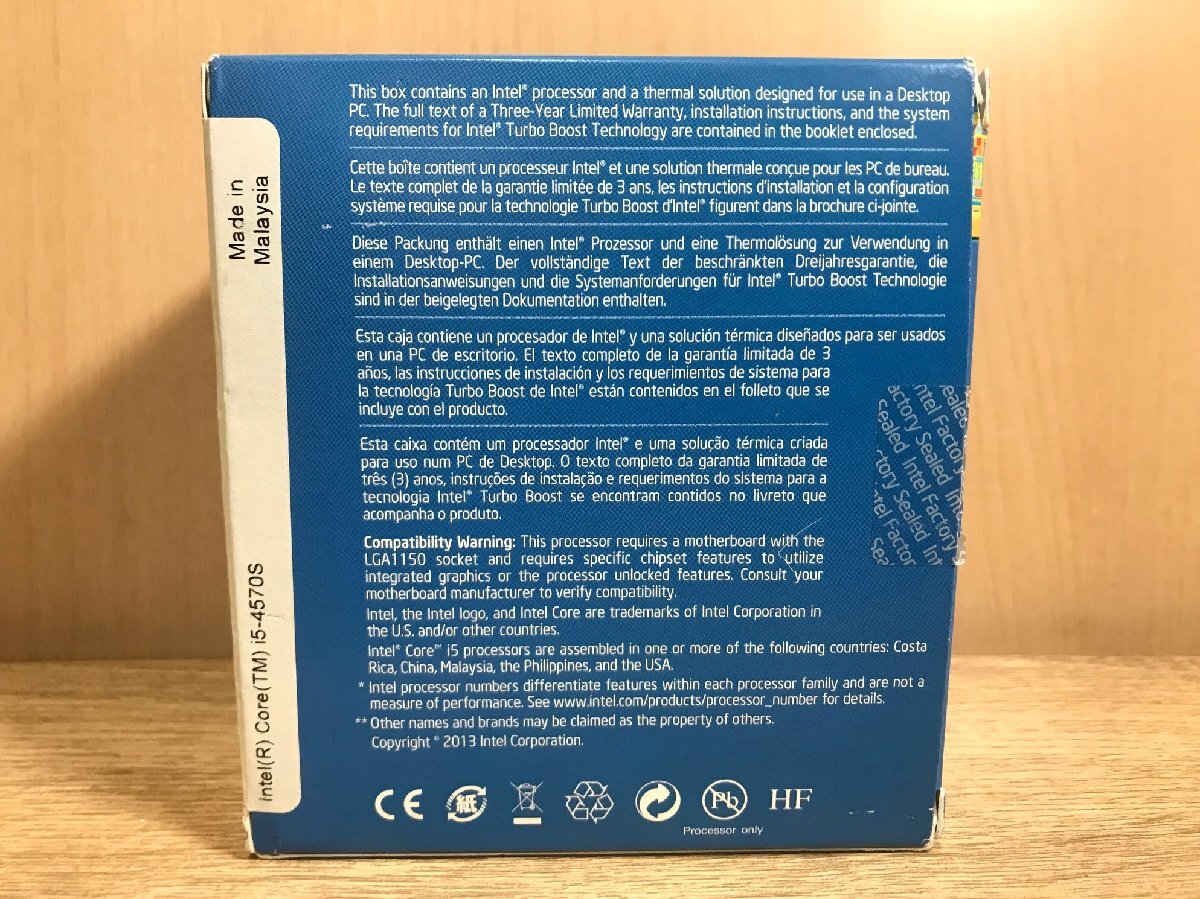 This box contains an Intel® processor and a thermal solution designed for use in a Desktop
PC. The full text of a Three-Year Limited Warranty, installation instructions, and the system
requirements for Intel® Turbo Boost Technology are contained in the booklet enclosed.
Cette boîte contient un processeur Intel® et une solution thermale conçue pour les PC de bureau.
Le texte complet de la garantie limitée de 3 ans, les instructions d'installation et la configuration
système requise pour la technologie Turbo Boost d'Intel® figurent dans la brochure ci-jointe.
Diese Packung enthält einen Intel® Prozessor und eine Thermolösung zur Verwendung in
einem Desktop-PC. Der vollständige Text der beschränkten Dreijahresgarantie, die
Installationsanweisungen und die Systemanforderungen für Intel® Turbo Boost Technologie
sind in der beigelegten Dokumentation enthalten.
Esta caja contiene un procesador de Intel® y una solución térmica diseñados para ser usados
en una PC de escritorio. El texto completo de la garantía limitada de 3
años, las instrucciones de instalación y los requerimientos de sistema para
la tecnología Turbo Boost de Intel® están contenidos en el folleto que se
incluye con el producto.
Esta caixa contém um processador Intel® e uma solução térmica criada
para uso num PC de Desktop. O texto completo da garantia limitada de
três (3) anos, instruções de instalação e requerimentos do sistema para a
tecnologia Intel® Turbo Boost se encontram contidos no livreto que
acompanha o produto.
Compatibility Warning: This processor requires a motherboard with the
LGA1150 socket and requires specific chipset features to utilize
integrated graphics or the processor unlocked features. Consult your
motherboard manufacturer to verify compatibility.
Intel, the Intel logo, and Intel Core are trademarks of Intel Corporation in
the U.S. and/or other countries.
Intel® Core™ i5 processors are assembled in one or more of the following countries: Costa
Rica, China, Malaysia, the Philippines, and the USA.
* Intel processor numbers differentiate features within each processor family and are not a
measure of performance. See www.intel.com/products/processor_number for details.
** Other names and brands may be claimed as the property of others.
Copyright © 2013 Intel Corporation.
CE
紙
Pb
HF
Processor only
Made in
Malaysia
Intel(R) Core(TM) i5-4570S
ealed
ntel Factory
actory Sealed Int
Sealed Intel Factory S
tory Sealed Int
ntel Factor
Sea